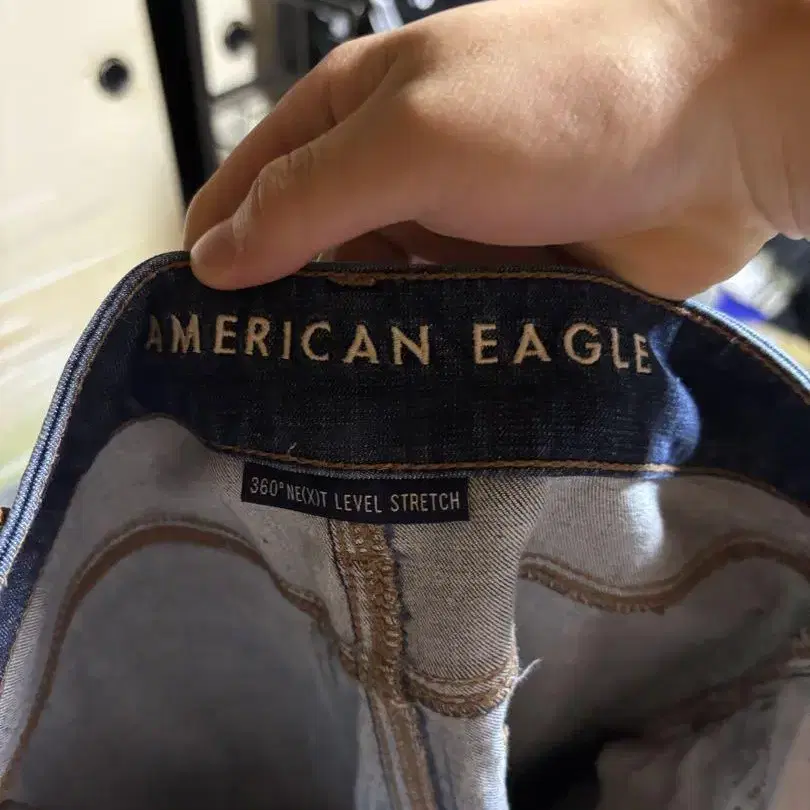 AMERICAN EAGLE
360° NE(X)T LEVEL STRETCH